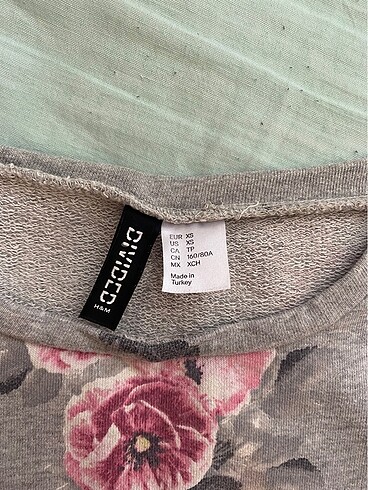 DIVIDED
H&M
EUR XS
US XS
CA TP
CN 160/80A
MX XCH
Made in
Turkey